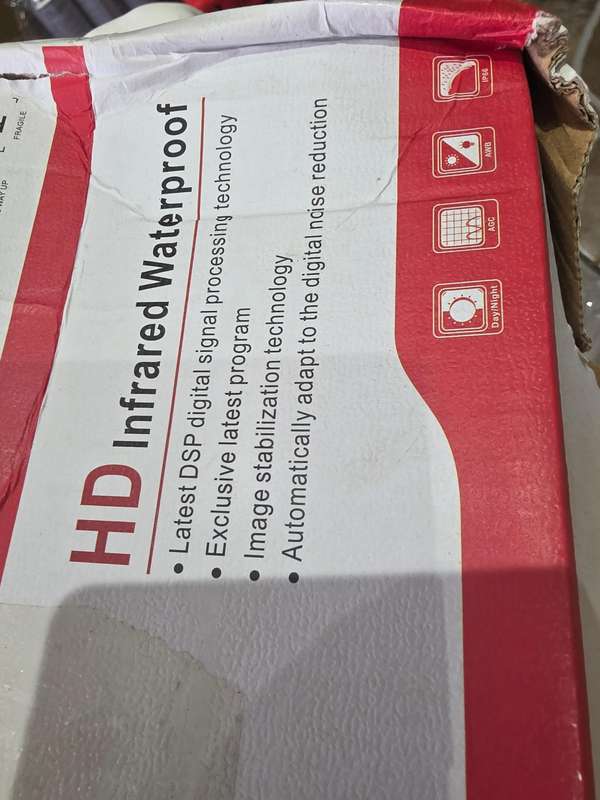 HD Infrared Waterproof
• Latest DSP digital signal processing technology
• Exclusive latest program
• Image stabilization technology
• Automatically adapt to the digital noise reduction
Day/Night
AGC
AWB
IP66
FRAGILE